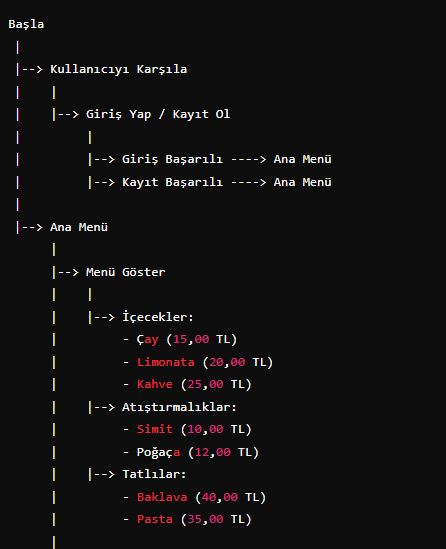 Başla
 |
 |--> Kullanıcıyı Karşıla
 |    |
 |    |--> Giriş Yap / Kayıt Ol
 |         |
 |         |--> Giriş Başarılı ----> Ana Menü
 |         |--> Kayıt Başarılı ----> Ana Menü
 |
 |--> Ana Menü
      |
      |--> Menü Göster
      |    |
      |    |--> İçecekler:
      |         - Çay (15,00 TL)
      |         - Limonata (20,00 TL)
      |         - Kahve (25,00 TL)
      |    |--> Atıştırmalıklar:
      |         - Simit (10,00 TL)
      |         - Poğaça (12,00 TL)
      |    |--> Tatlılar:
      |         - Baklava (40,00 TL)
      |         - Pasta (35,00 TL)
      |